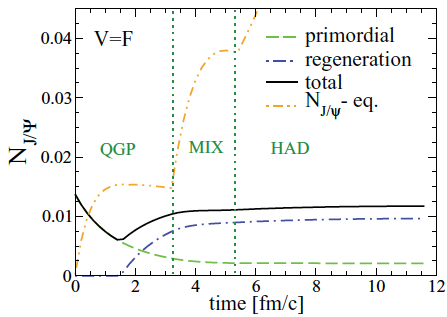 V=F
primordial
regeneration
total
N_J/ψ- eq.
QGP
MIX
HAD
N_J/Ψ
0.04
0.03
0.02
0.01
0
0
2
4
6
8
10
12
time [fm/c]